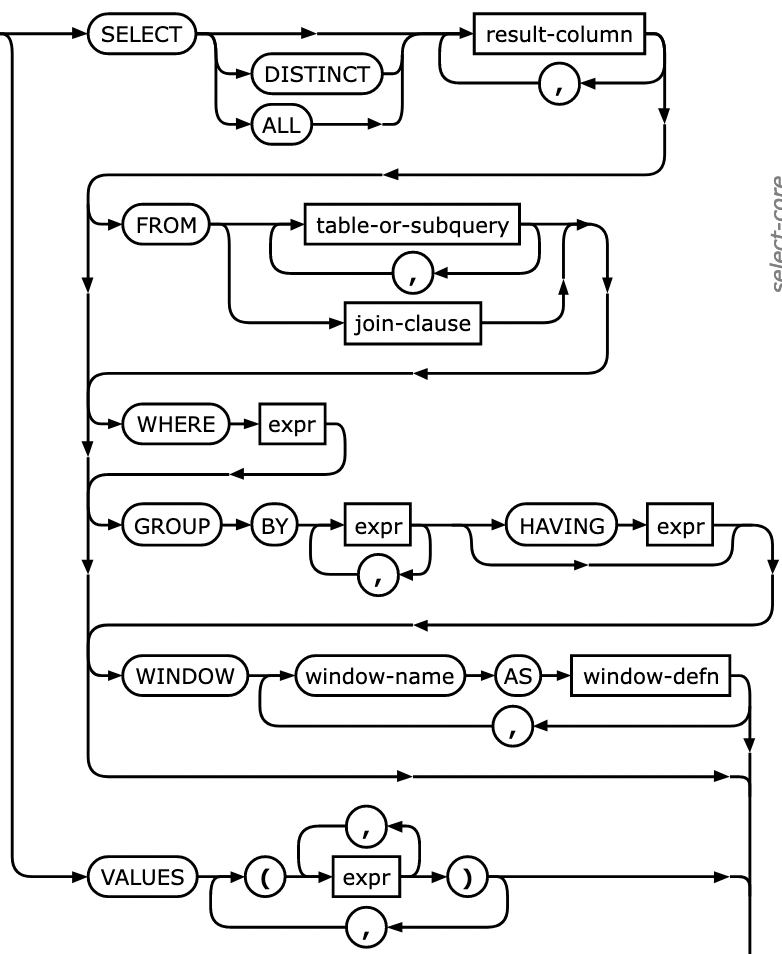 SELECT result-column
DISTINCT ,
ALL
select-core
FROM table-or-subquery
,
join-clause
WHERE expr
GROUP BY expr HAVING expr
,
WINDOW window-name AS window-defn
,
,
VALUES ( expr )
,